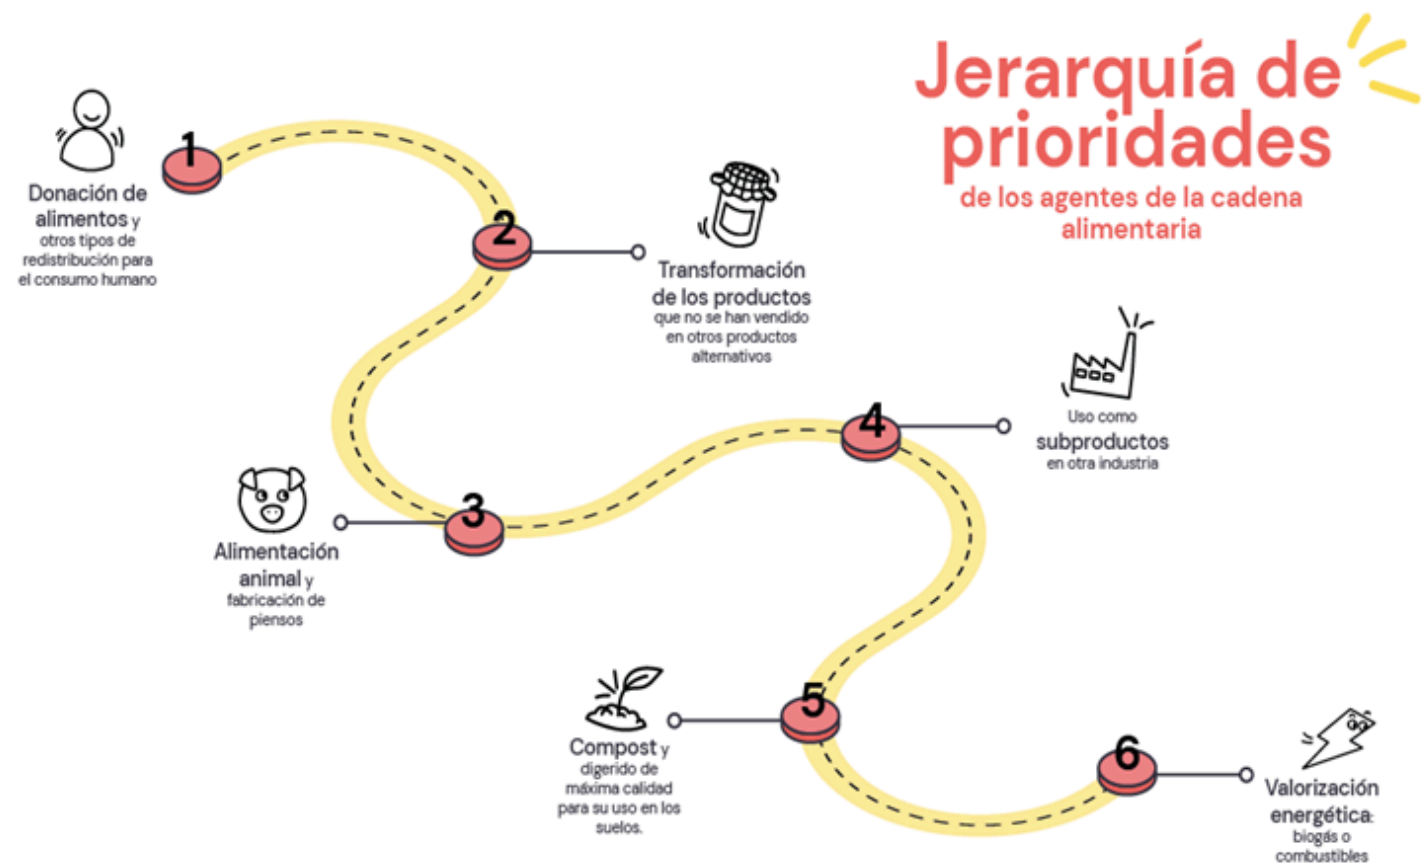 Jerarquía de
prioridades
de los agentes de la cadena
alimentaria
1
Donación de
alimentos y
otros tipos de
redistribución para
el consumo humano
2
Transformación
de los productos
que no se han vendido
en otros productos
alternativos
3
Alimentación
animal y
fabricación de
piensos
4
Uso como
subproductos
en otra industria
5
Compost y
digerido de
máxima calidad
para su uso en los
suelos.
6
Valorización
energética:
biogás o
combustibles